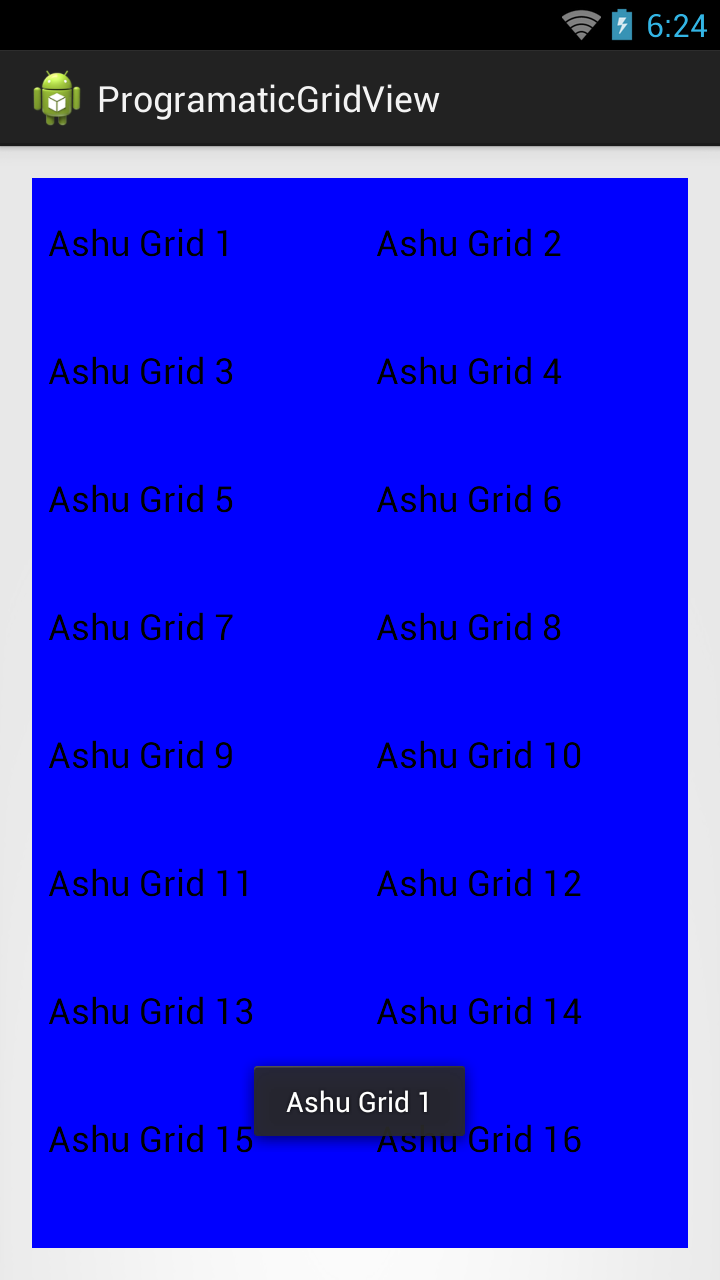 6:24
ProgramaticGridView
Ashu Grid 1 Ashu Grid 2
Ashu Grid 3 Ashu Grid 4
Ashu Grid 5 Ashu Grid 6
Ashu Grid 7 Ashu Grid 8
Ashu Grid 9 Ashu Grid 10
Ashu Grid 11 Ashu Grid 12
Ashu Grid 13 Ashu Grid 14
Ashu Grid 1
Ashu Grid 15 Ashu Grid 16